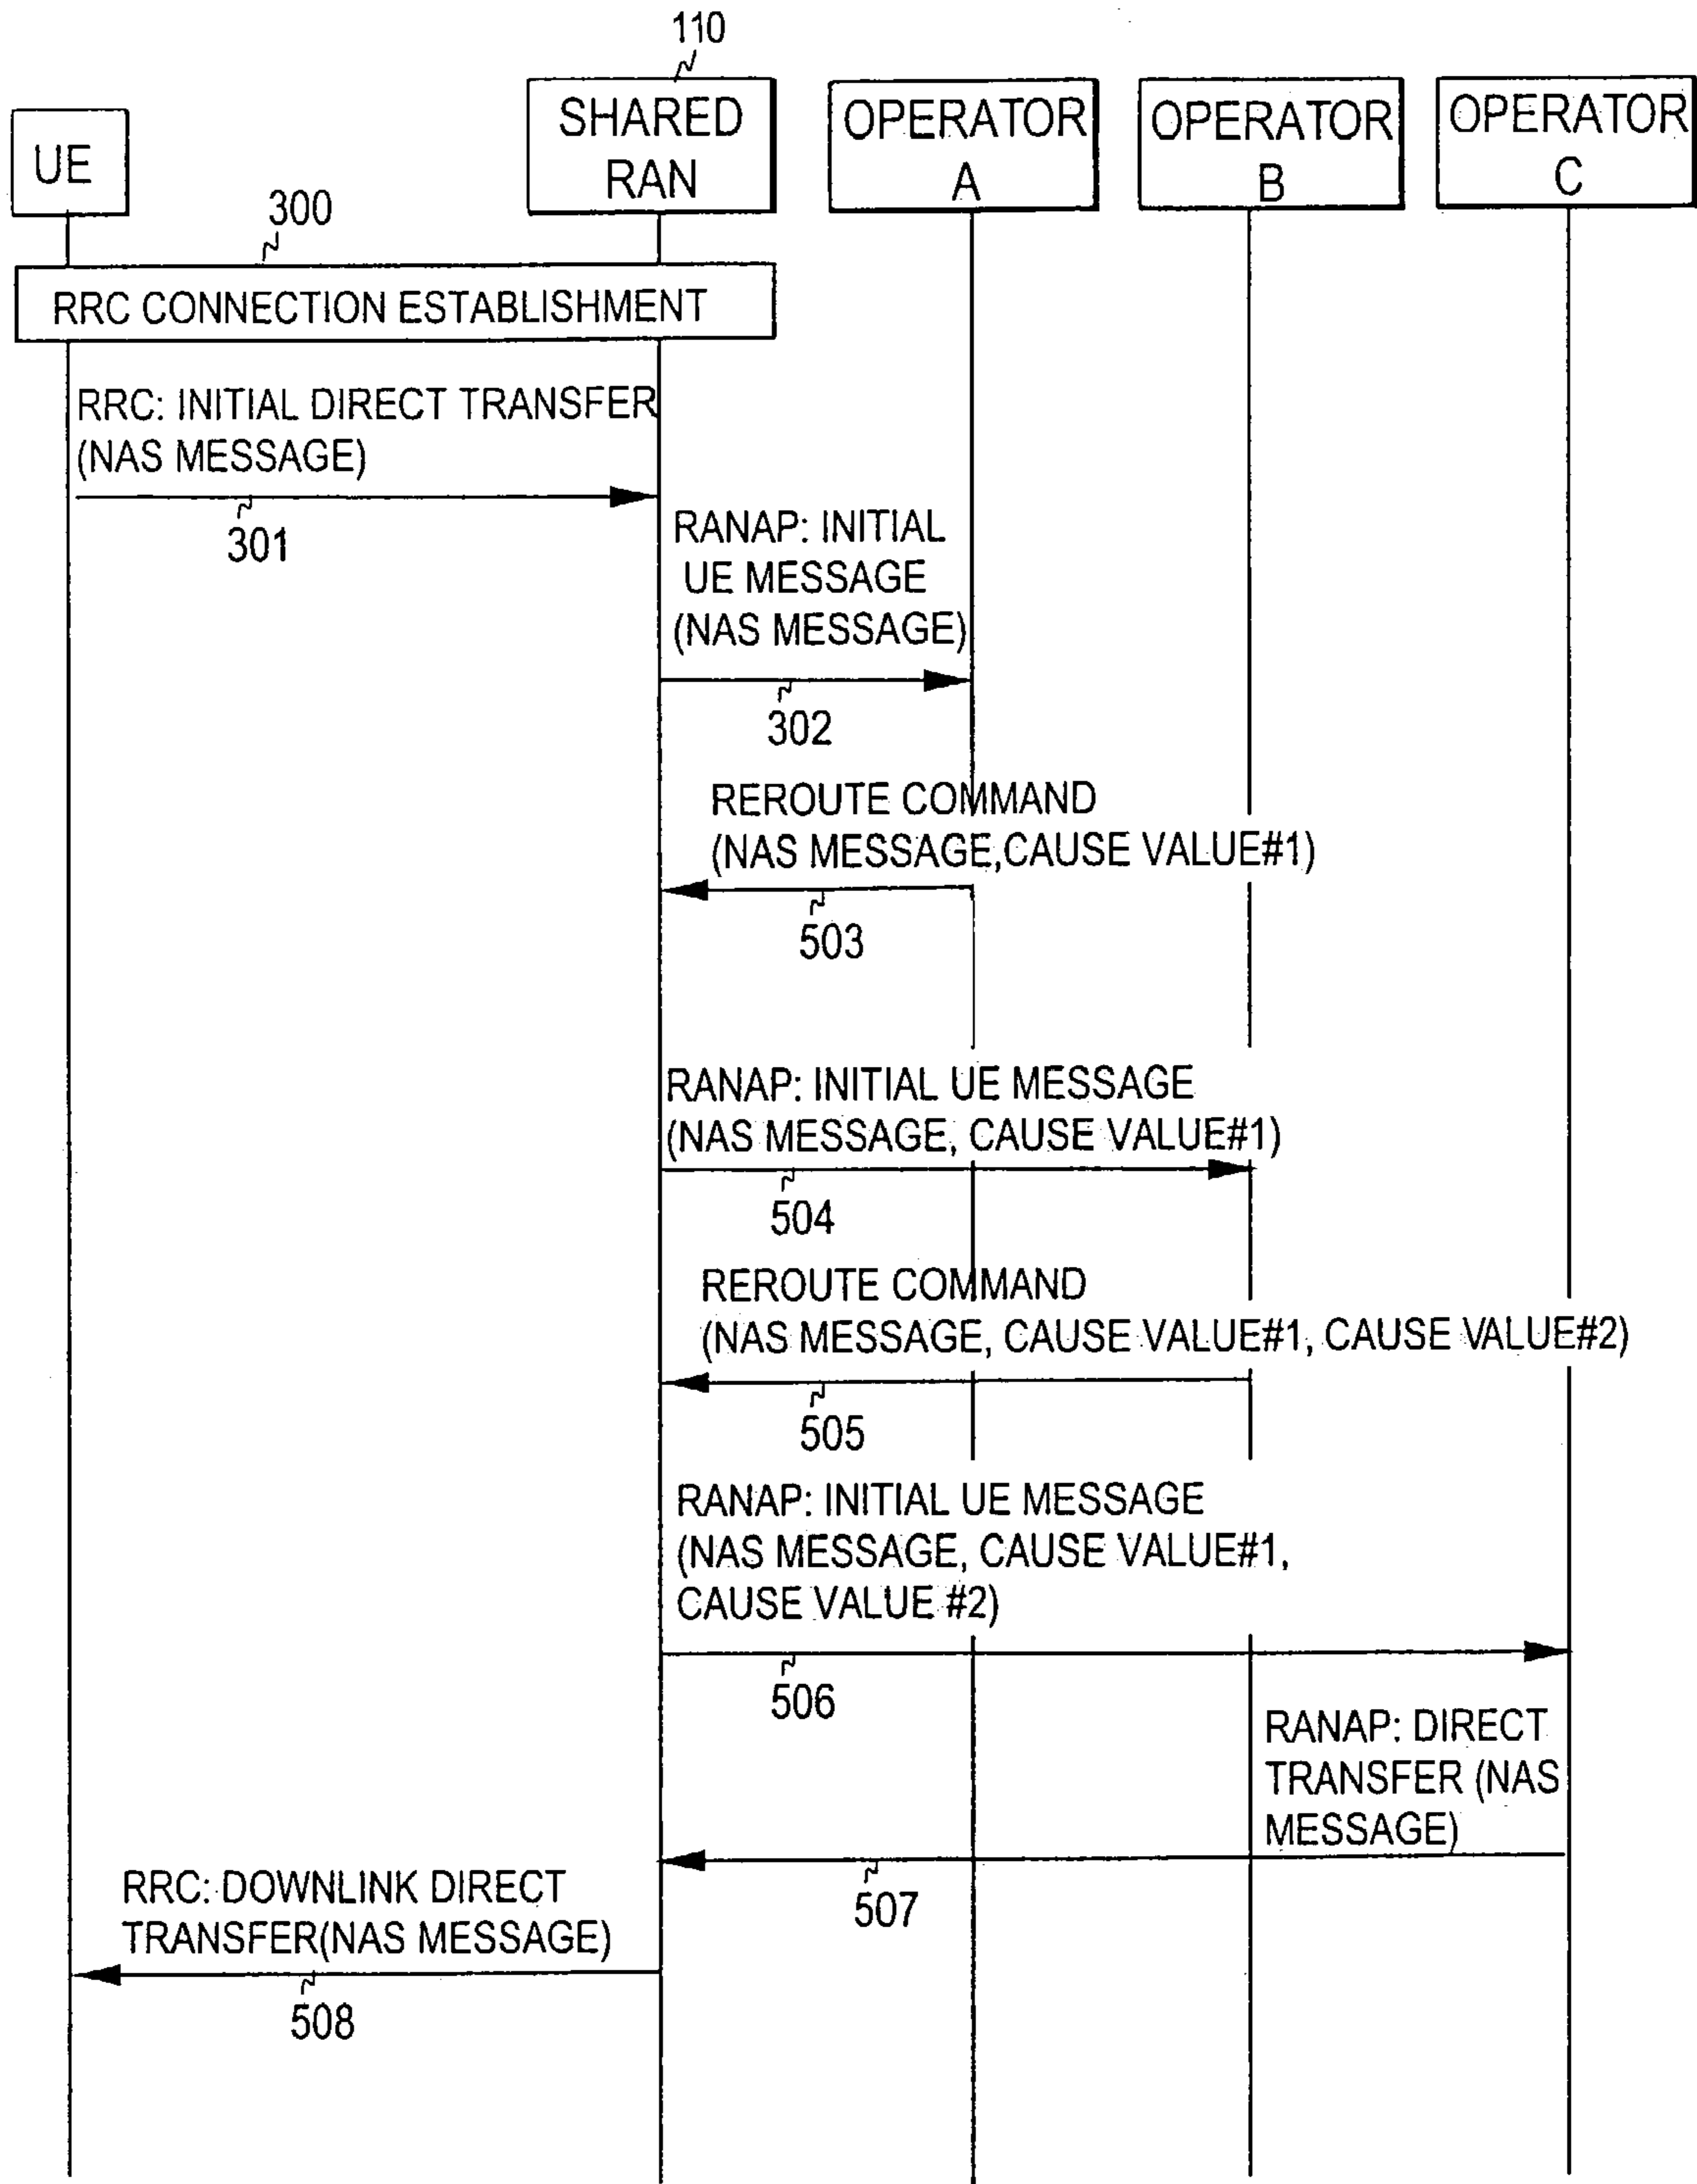 110
UE
SHARED
RAN
OPERATOR
A
OPERATOR
B
OPERATOR
C
300
RRC CONNECTION ESTABLISHMENT
RRC: INITIAL DIRECT TRANSFER
(NAS MESSAGE)
301
RANAP: INITIAL
UE MESSAGE
(NAS MESSAGE)
302
REROUTE COMMAND
(NAS MESSAGE,CAUSE VALUE#1)
503
RANAP: INITIAL UE MESSAGE
(NAS MESSAGE, CAUSE VALUE#1)
504
REROUTE COMMAND
(NAS MESSAGE, CAUSE VALUE#1, CAUSE VALUE#2)
505
RANAP: INITIAL UE MESSAGE
(NAS MESSAGE, CAUSE VALUE#1,
CAUSE VALUE #2)
506
RANAP: DIRECT
TRANSFER (NAS
MESSAGE)
507
RRC: DOWNLINK DIRECT
TRANSFER(NAS MESSAGE)
508